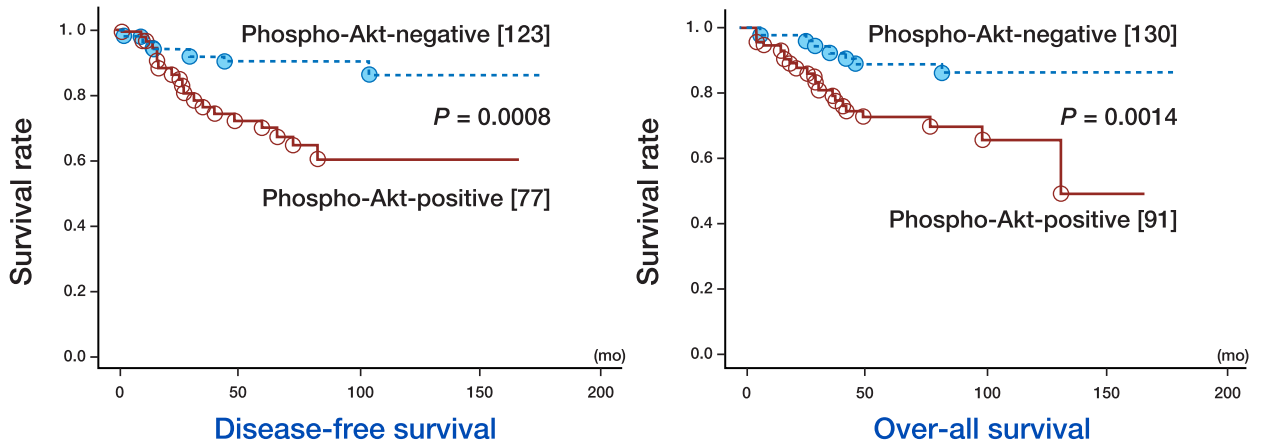 Survival rate
1.0
0.8
0.6
0.4
0.2
0.0
Phospho-Akt-negative [123]
P = 0.0008
Phospho-Akt-positive [77]
(mo)
0 50 100 150 200
Disease-free survival
Survival rate
1.0
0.8
0.6
0.4
0.2
0.0
Phospho-Akt-negative [130]
P = 0.0014
Phospho-Akt-positive [91]
(mo)
0 50 100 150 200
Over-all survival